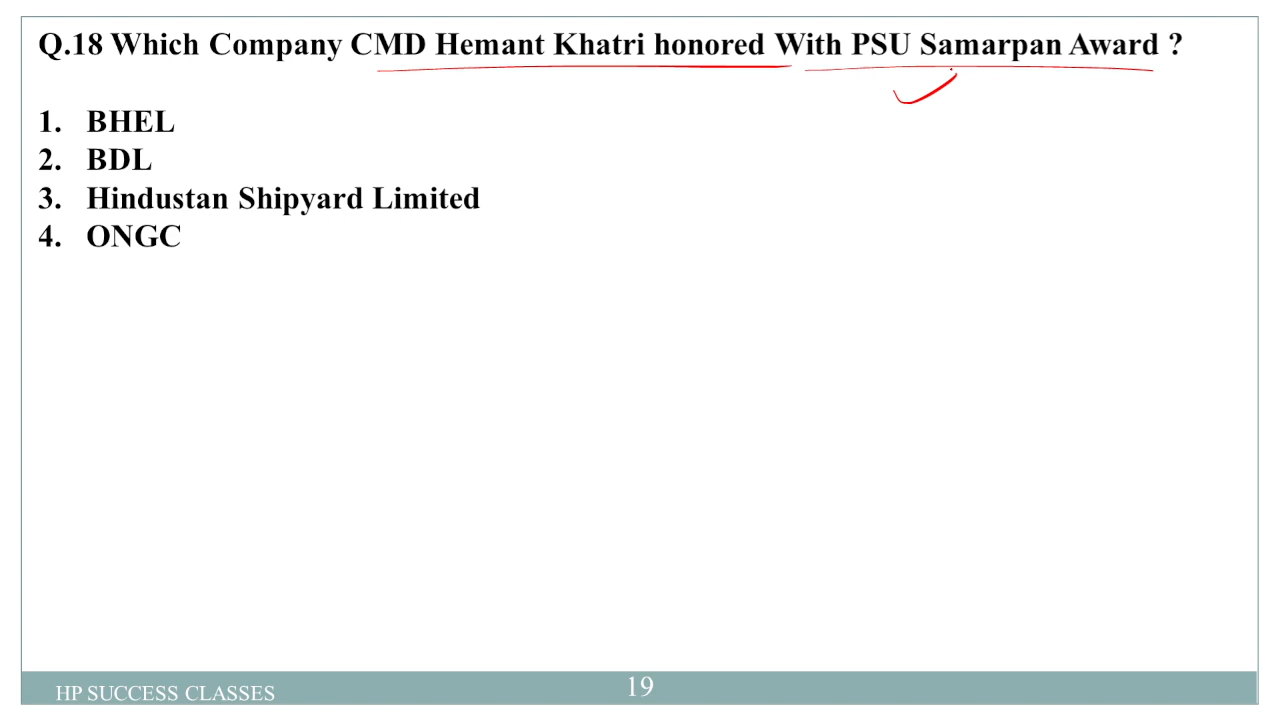 Q.18 Which Company CMD Hemant Khatri honored With PSU Samarpan Award ?
1. BHEL
2. BDL
3. Hindustan Shipyard Limited
4. ONGC
HP SUCCESS CLASSES
19